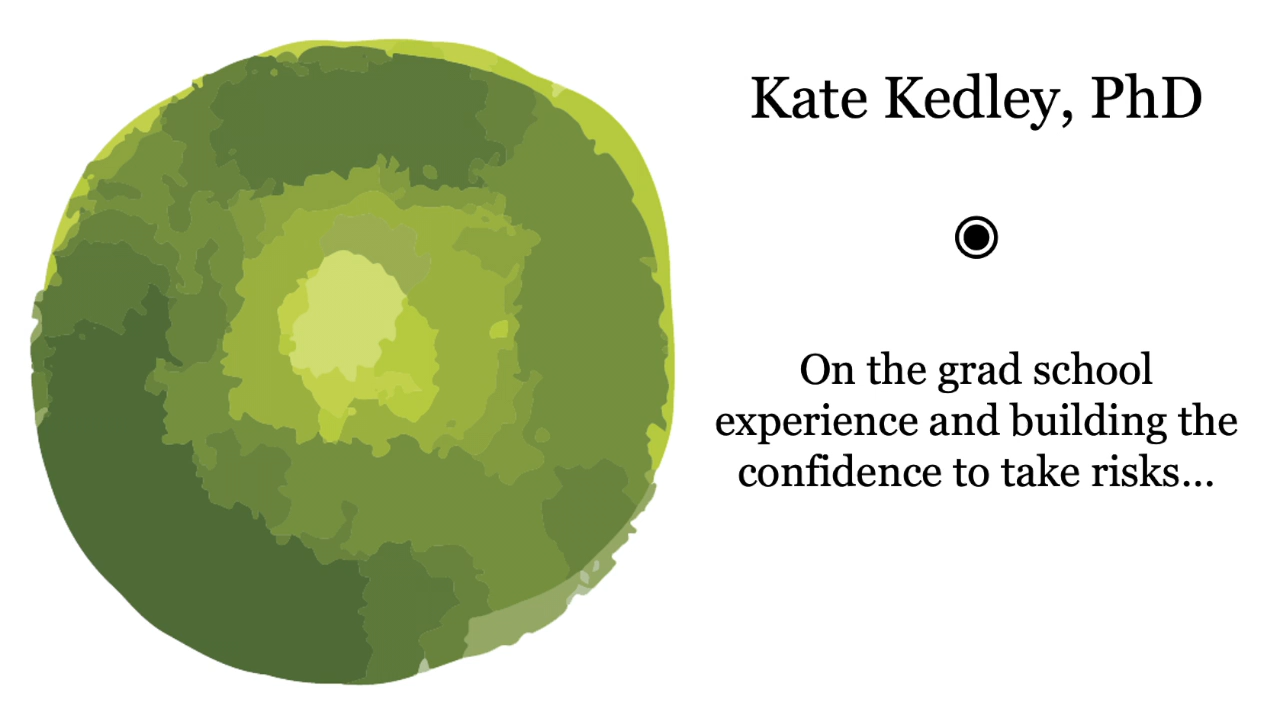 Kate Kedley, PhD
◉
On the grad school
experience and building the
confidence to take risks...